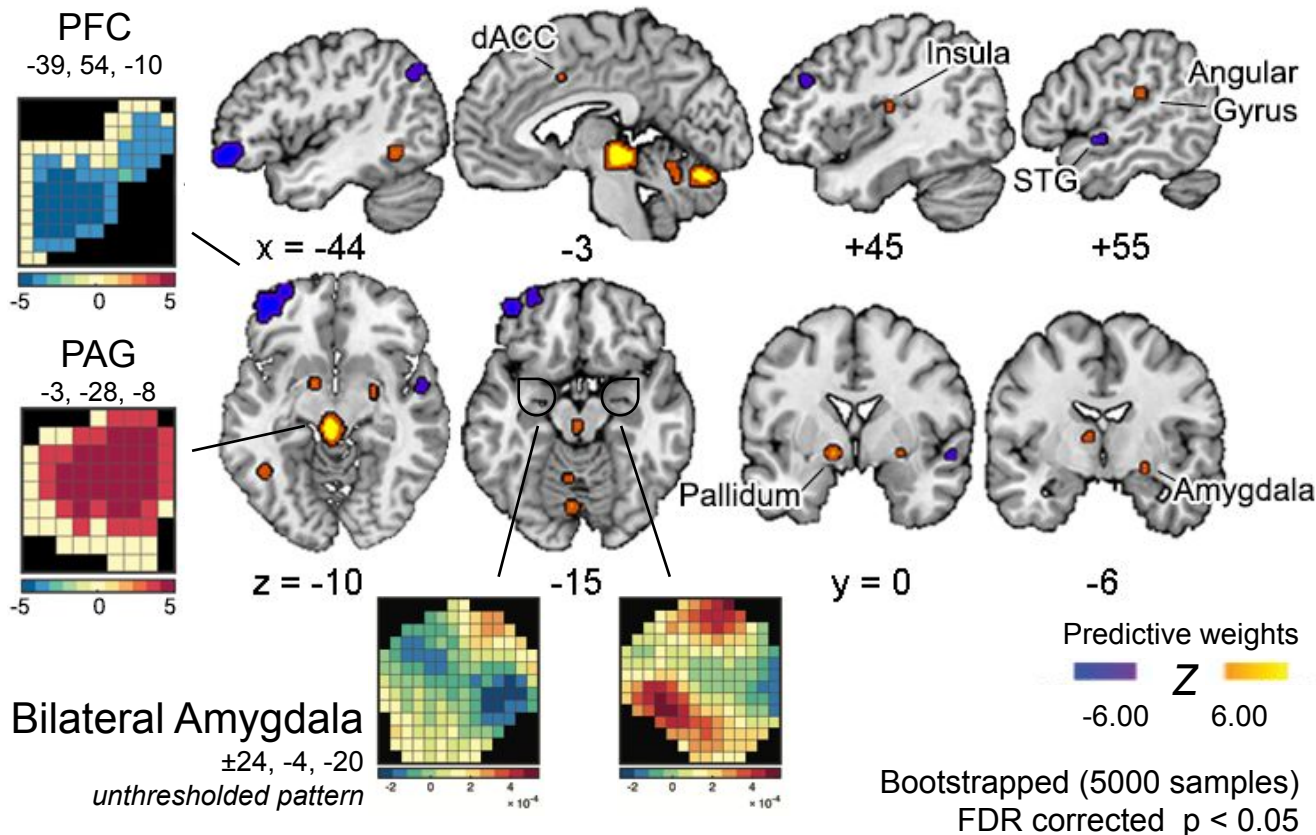 PFC
-39, 54, -10
-5 0 5
dACC
Insula
Angular
Gyrus
STG
x = -44
-3
+45
+55
PAG
-3, -28, -8
-5 0 5
Pallidum
Amygdala
z = -10
-15
y = 0
-6
Bilateral Amygdala
±24, -4, -20
unthresholded pattern
-2 0 2 4
× 10⁻⁴
-2 0 2 4
× 10⁻⁴
Predictive weights
Z
-6.00 6.00
Bootstrapped (5000 samples)
FDR corrected p < 0.05